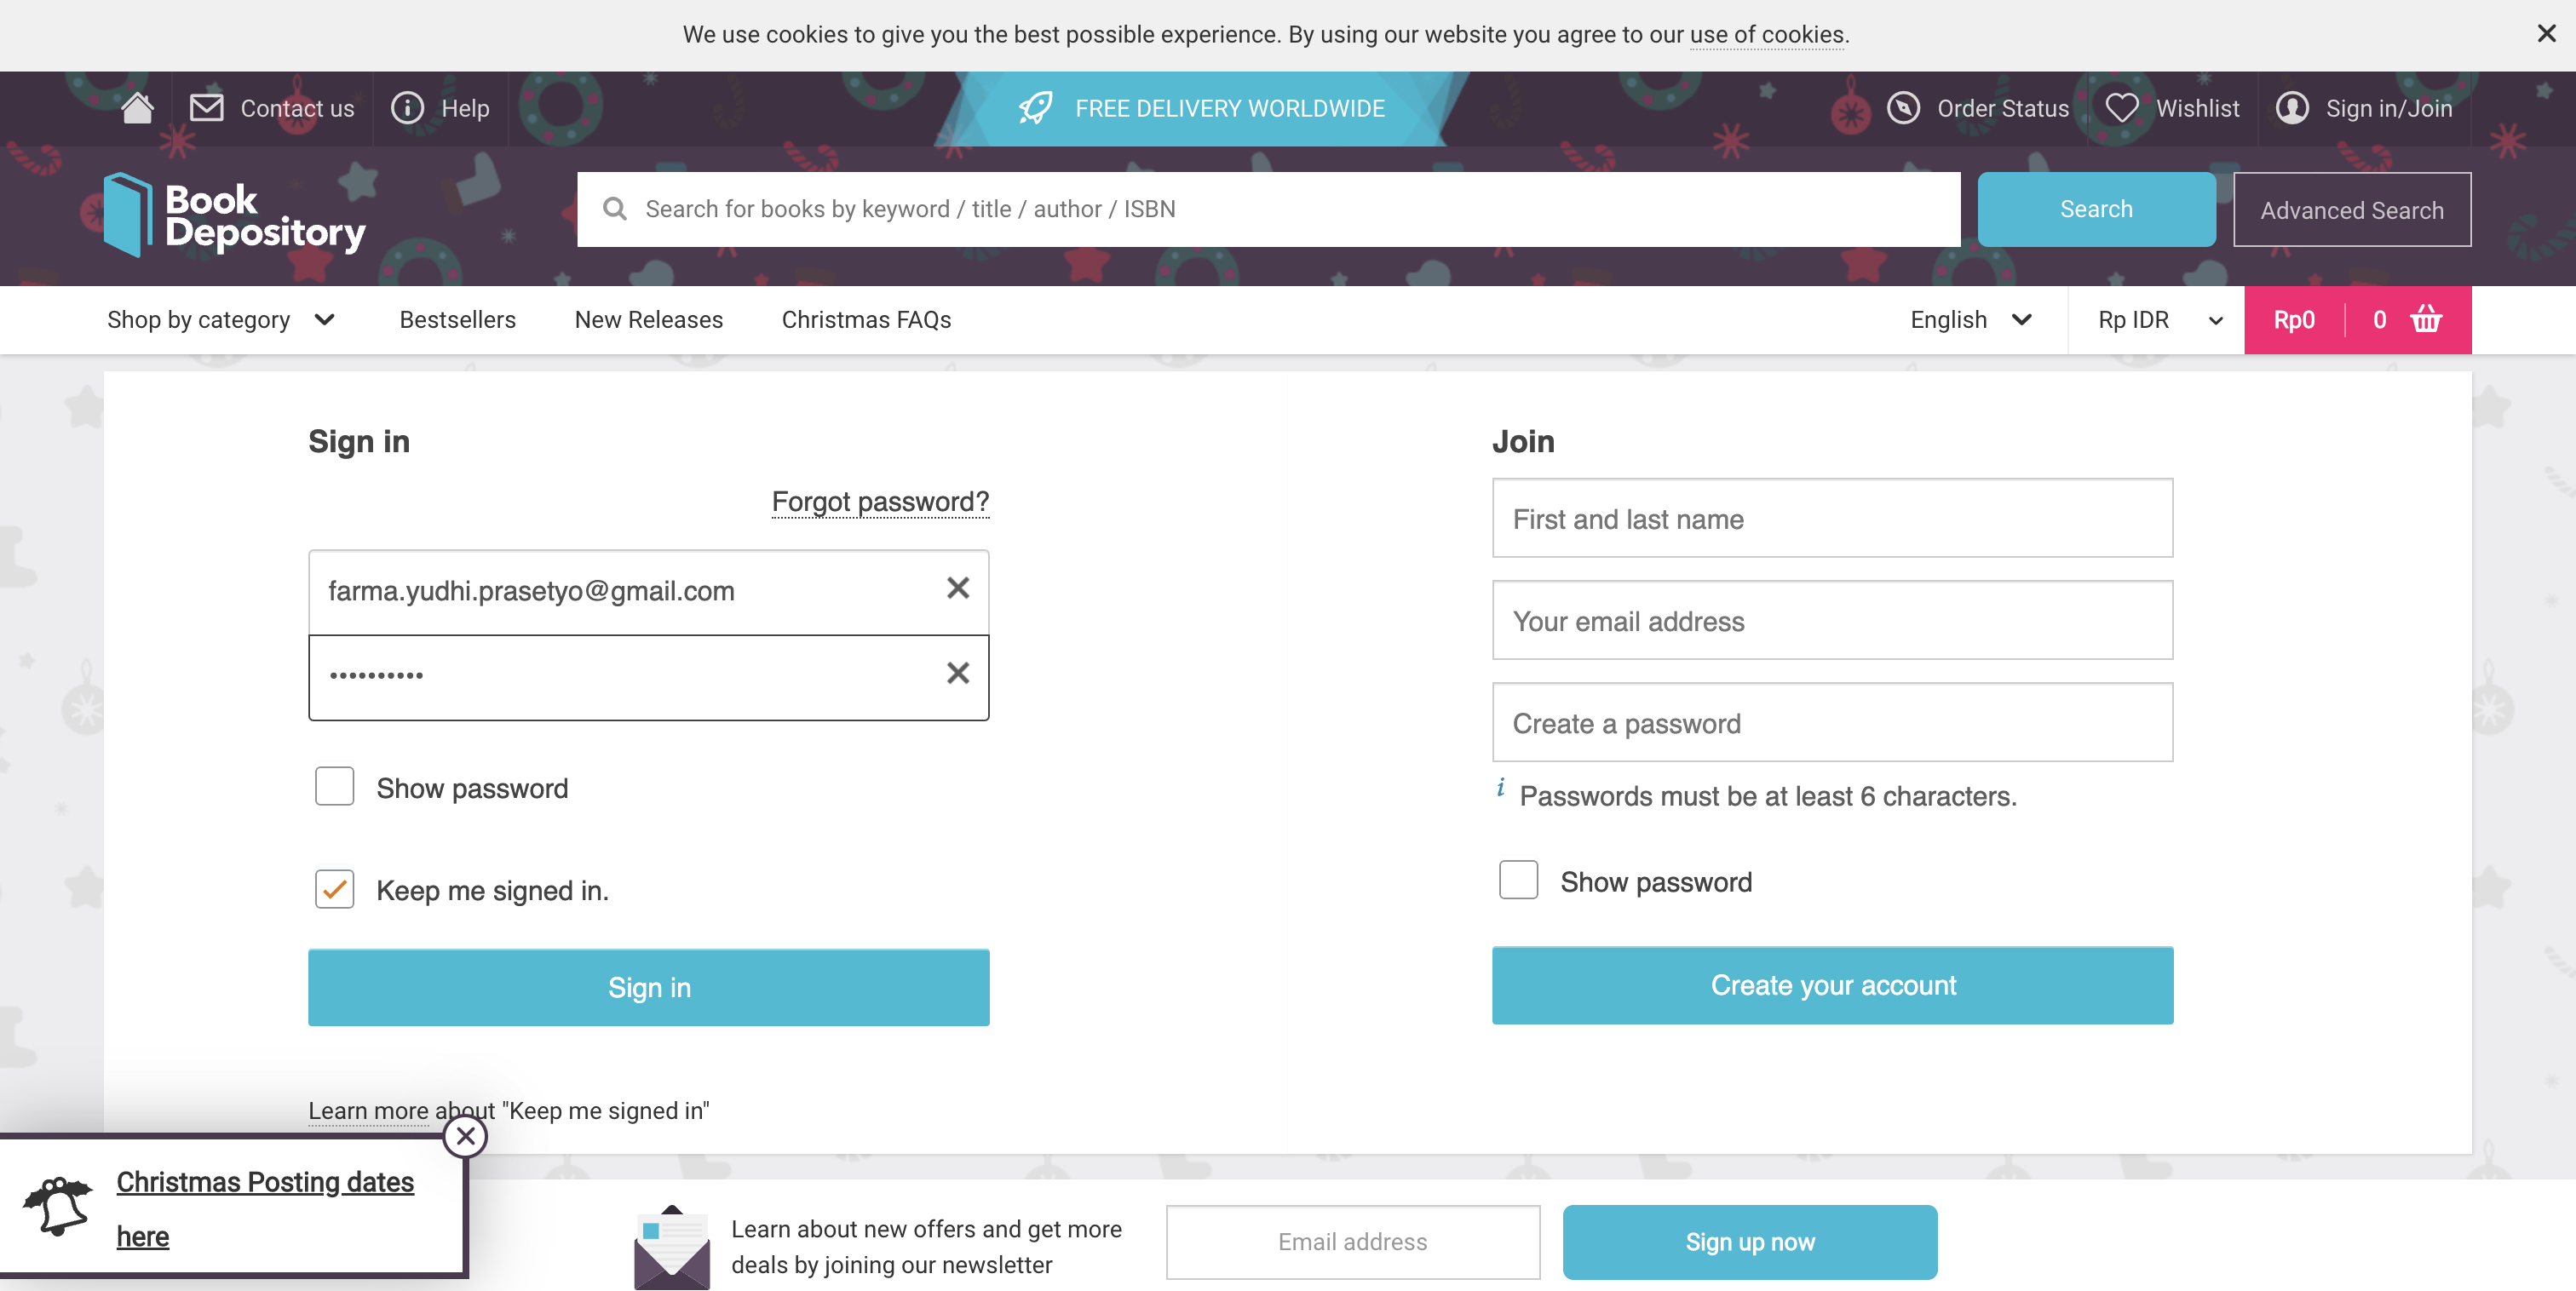 We use cookies to give you the best possible experience. By using our website you agree to our use of cookies.
Contact us
Help
FREE DELIVERY WORLDWIDE
Order Status
Wishlist
Sign in/Join
Book
Depository
Search for books by keyword / title / author / ISBN
Search
Advanced Search
Shop by category
Bestsellers
New Releases
Christmas FAQs
English
Rp IDR
Rp0
0
Sign in
Forgot password?
farma.yudhi.prasetyo@gmail.com
••••••••••
Show password
Keep me signed in.
Sign in
Learn more about "Keep me signed in"
Join
First and last name
Your email address
Create a password
i Passwords must be at least 6 characters.
Show password
Create your account
Christmas Posting dates
here
Learn about new offers and get more
deals by joining our newsletter
Email address
Sign up now